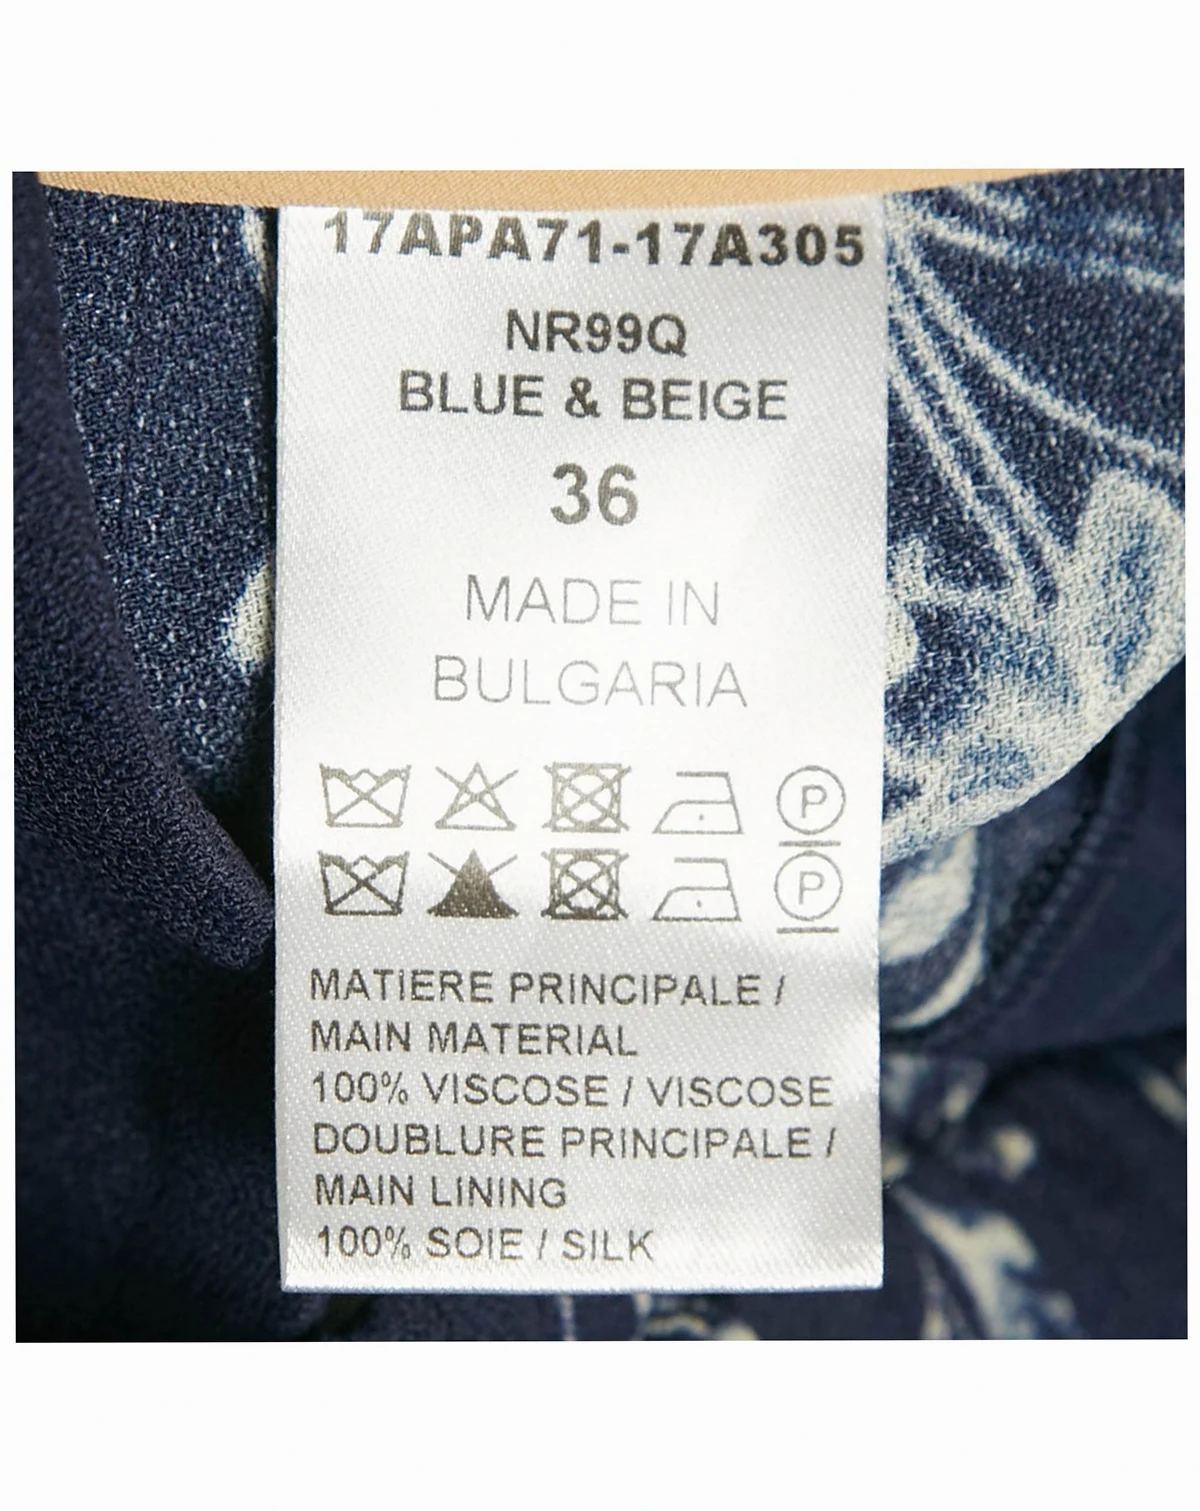 17APA71-17A305
NR99Q
BLUE & BEIGE
36
MADE IN
BULGARIA
P
P
MATIERE PRINCIPALE /
MAIN MATERIAL
100% VISCOSE / VISCOSE
DOUBLURE PRINCIPALE /
MAIN LINING
100% SOIE / SILK